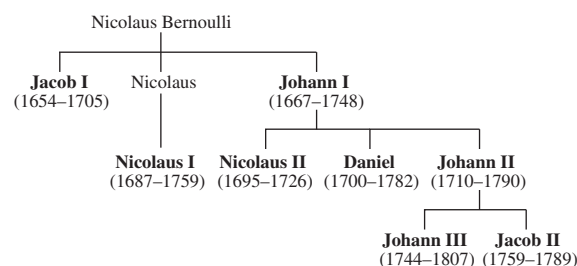 Nicolaus Bernoulli
Jacob I Nicolaus Johann I
(1654–1705) (1667–1748)
Nicolaus I Nicolaus II Daniel Johann II
(1687–1759) (1695–1726) (1700–1782) (1710–1790)
Johann III Jacob II
(1744–1807) (1759–1789)